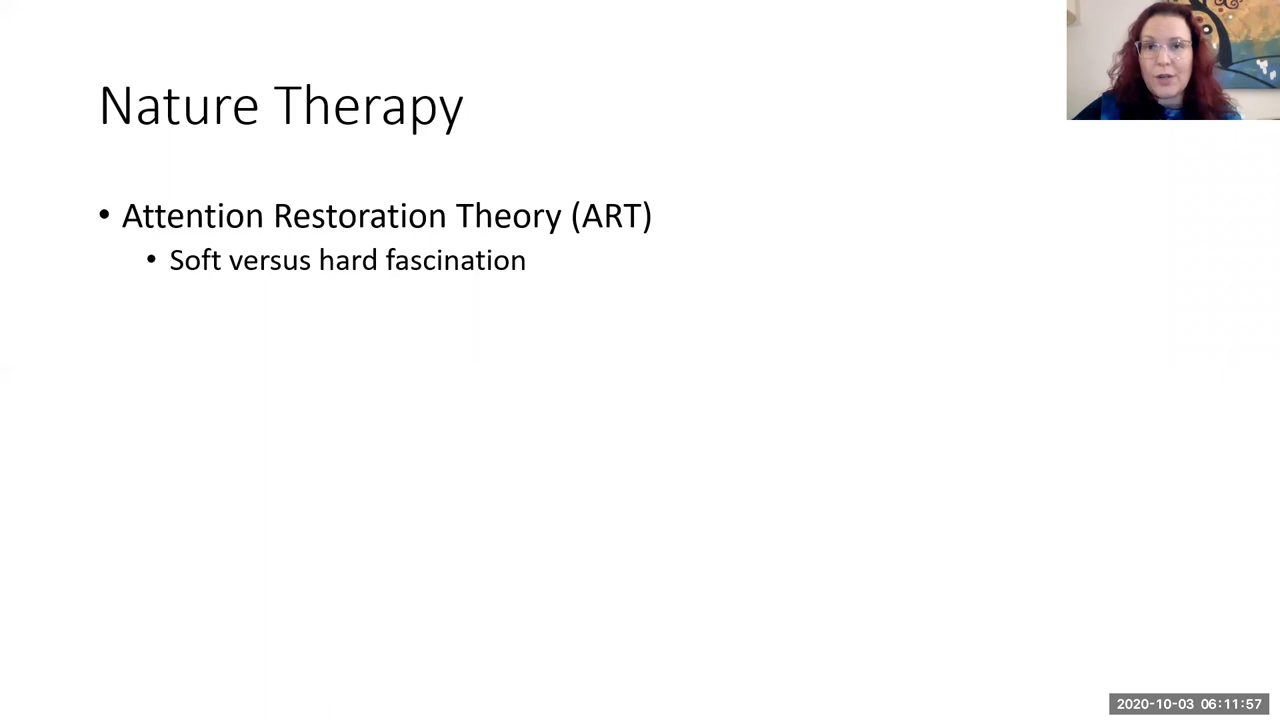 Nature Therapy
• Attention Restoration Theory (ART)
• Soft versus hard fascination
2020-10-03 06:11:57